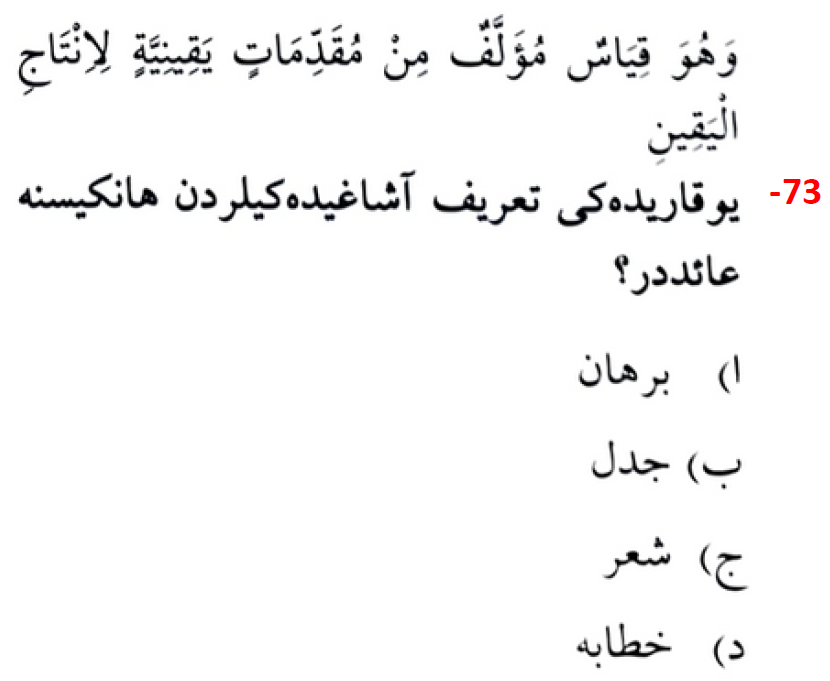 وَهُوَ قِيَاسٌ مُؤَلَّفٌ مِنْ مُقَدِّمَاتٍ يَقِينِيَّةٍ لِاِنْتَاجِ
الْيَقِينِ
73- يوقاريده‌كى تعريف آشاغيده‌كيلردن هانكيسنه
عائددر؟
ا) برهان
ب) جدل
ج) شعر
د) خطابه